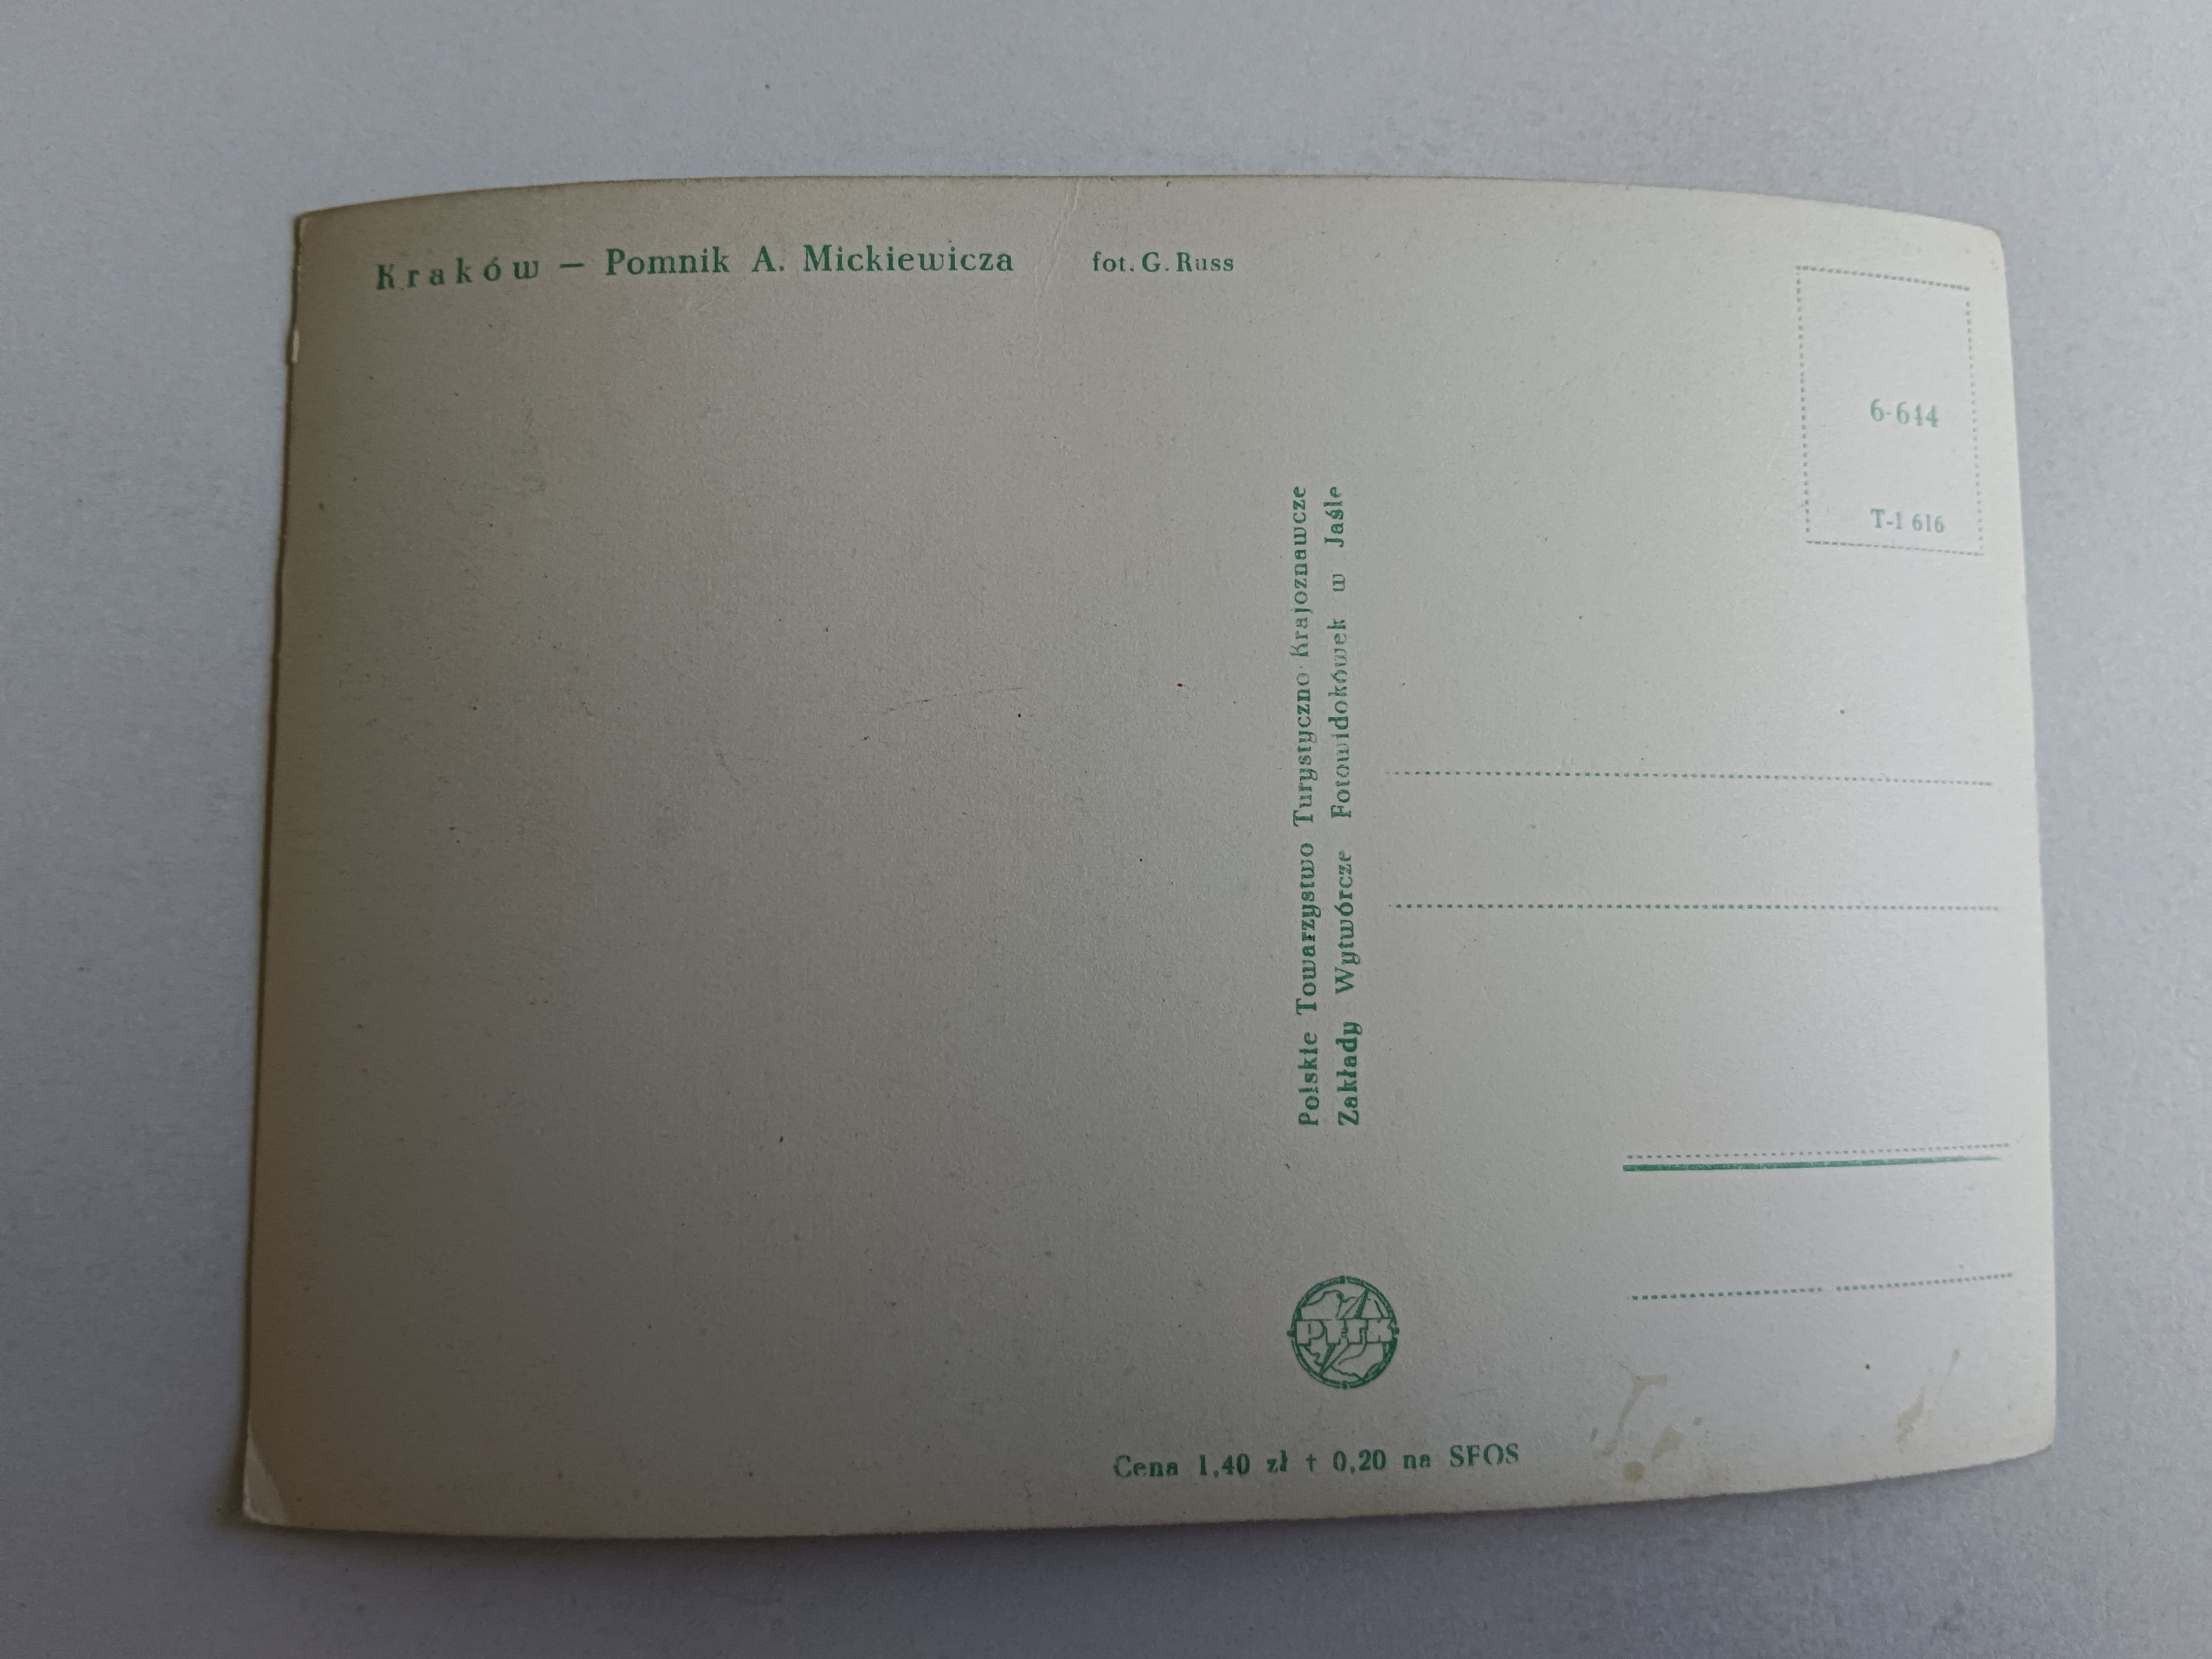 Kraków — Pomnik A. Mickiewicza fot. G. Russ
6-644
T-1 616
Polskie Towarzystwo Turystyczno-Krajoznawcze
Zakłady Wytwórcze Fotowidokówek w Jaśle
PTTK
Cena 1,40 zł + 0,20 na SFOS